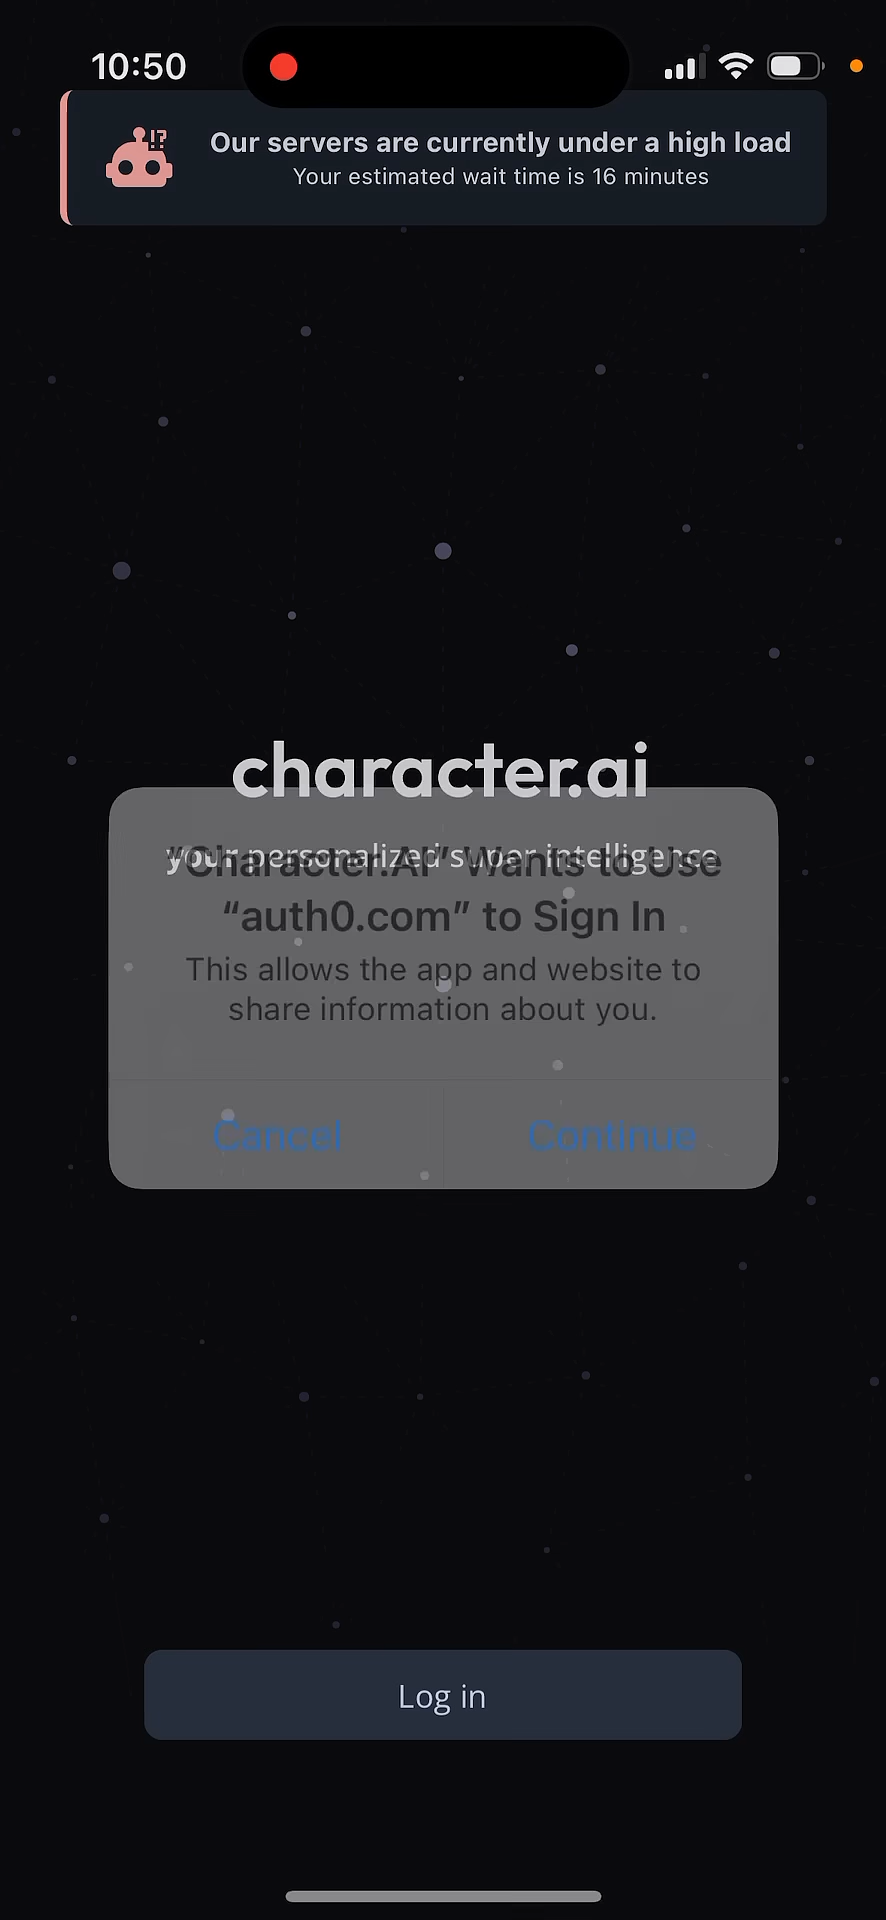 10:50
!?
Our servers are currently under a high load
Your estimated wait time is 16 minutes
character.ai
your personalized super intelligence
“Character.AI” Wants to Use
“auth0.com” to Sign In
This allows the app and website to
share information about you.
Cancel
Continue
Log in